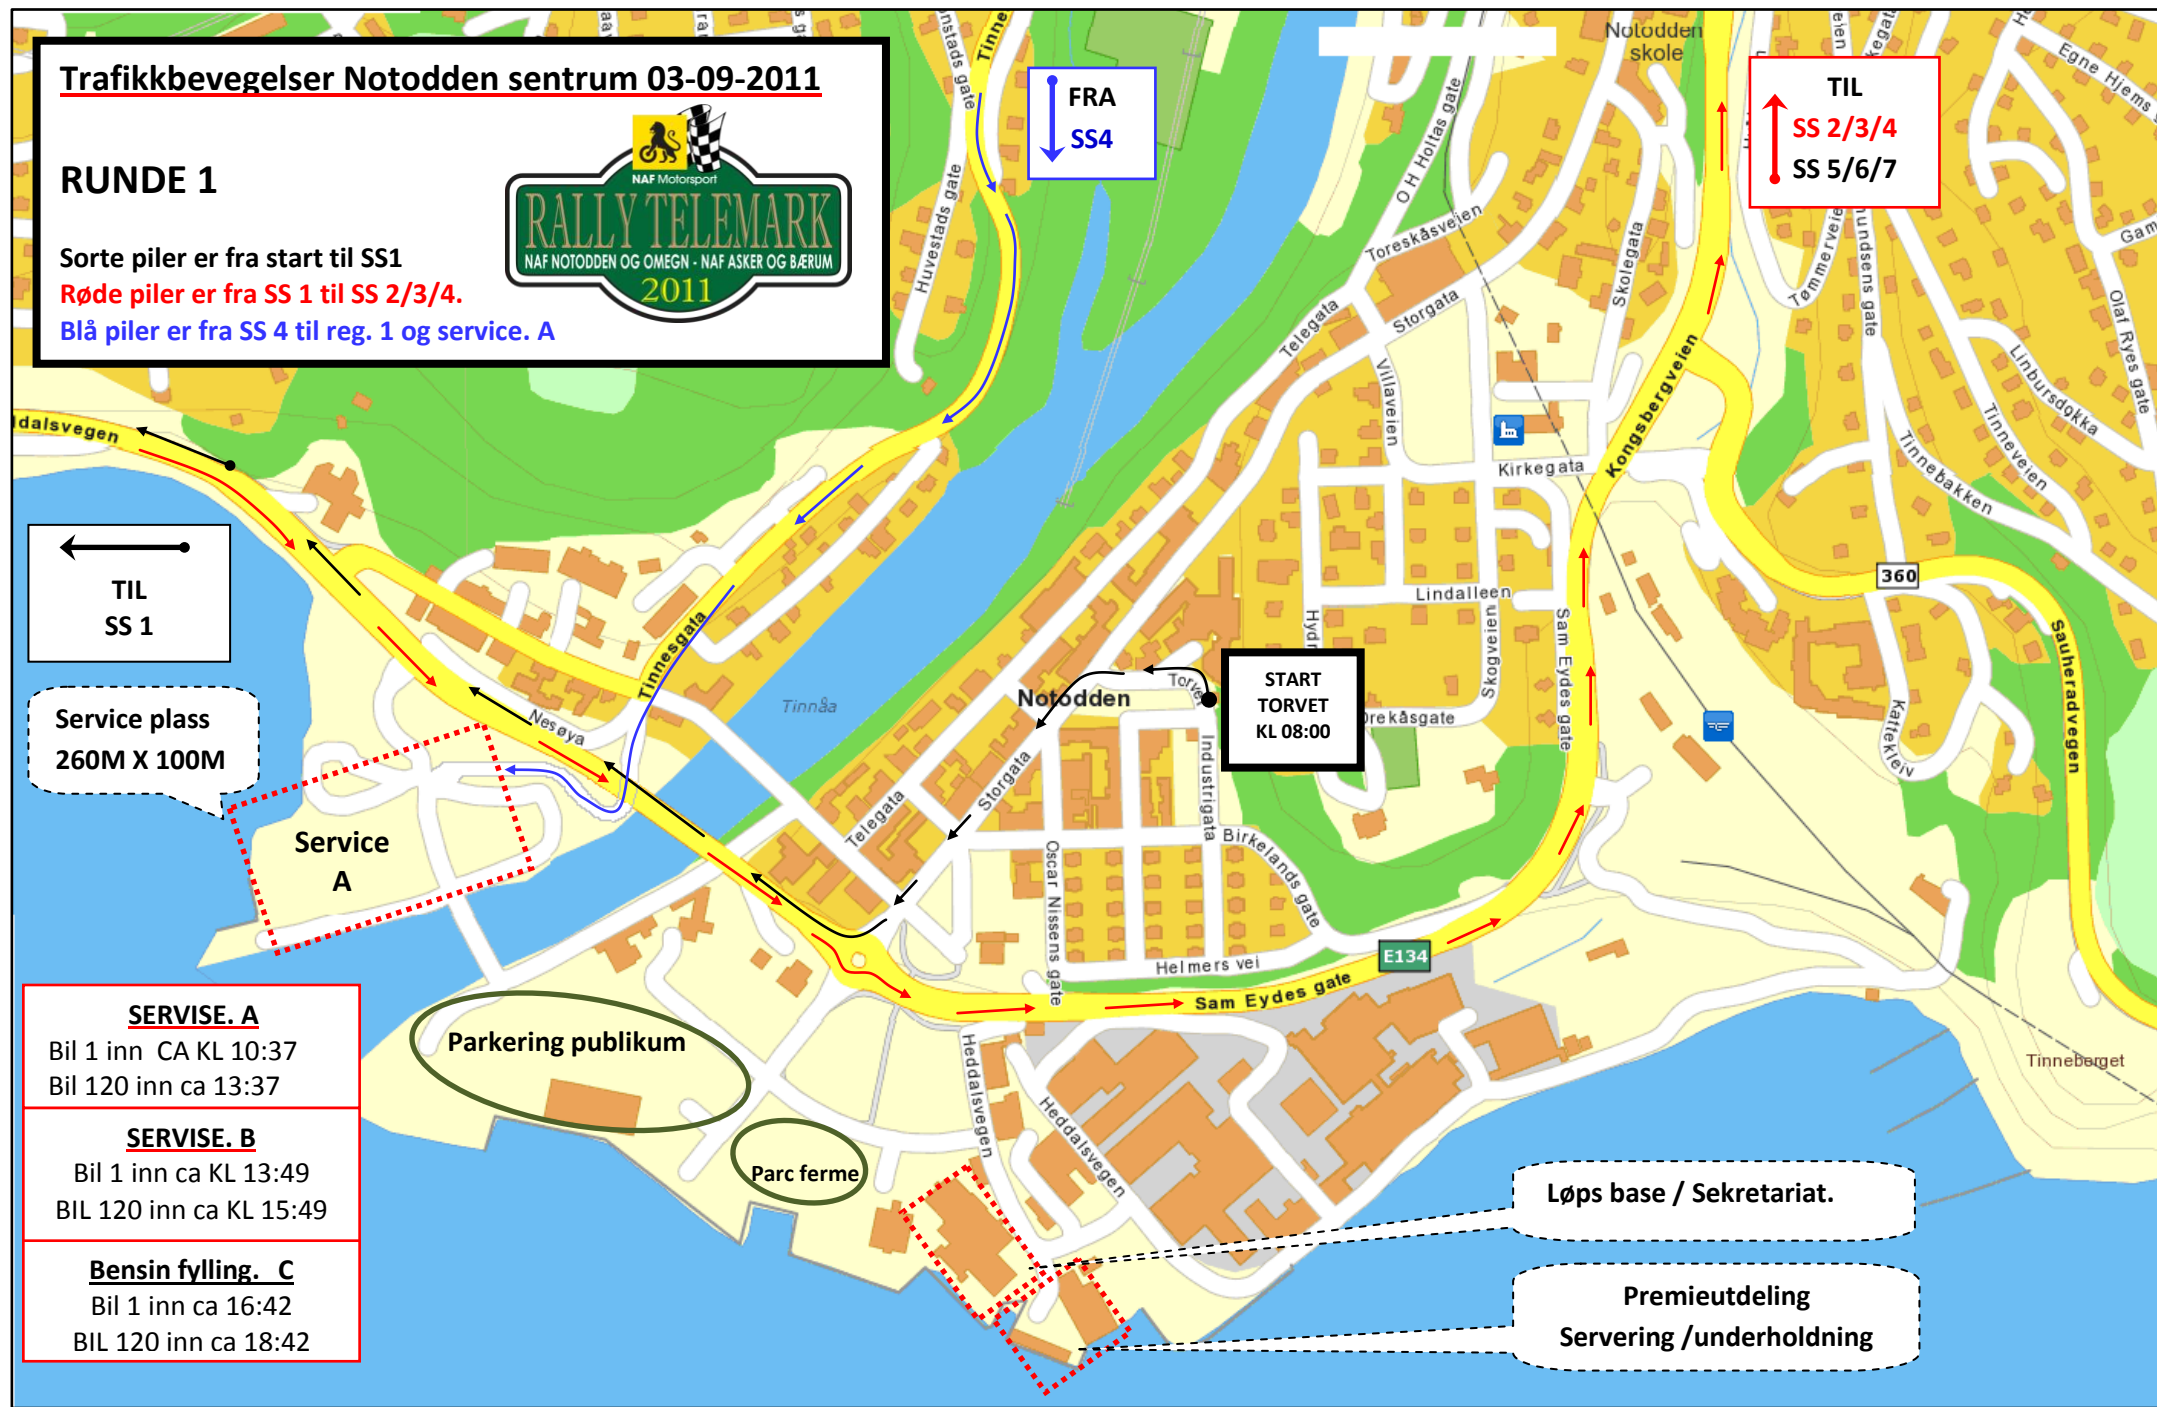 Trafikkbevegelser Notodden sentrum 03-09-2011
RUNDE 1
NAF Motorsport
RALLY TELEMARK
NAF NOTODDEN OG OMEGN - NAF ASKER OG BÆRUM
2011
Sorte piler er fra start til SS1
Røde piler er fra SS 1 til SS 2/3/4.
Blå piler er fra SS 4 til reg. 1 og service. A
FRA
SS4
TIL
SS 2/3/4
SS 5/6/7
TIL
SS 1
Service plass
260M X 100M
Service
A
START
TORVET
KL 08:00
SERVISE. A
Bil 1 inn  CA KL 10:37
Bil 120 inn ca 13:37
SERVISE. B
Bil 1 inn ca KL 13:49
BIL 120 inn ca KL 15:49
Bensin fylling.  C
Bil 1 inn ca 16:42
BIL 120 inn ca 18:42
Parkering publikum
Parc ferme
Løps base / Sekretariat.
Premieutdeling
Servering /underholdning
Notodden
skole
Huvestads gate
O H Holtas gate
Toreskåsveien
Telegata
Storgata
Villaveien
Skolegata
Kongsbergveien
Kirkegata
Lindalleen
Skogveien
Sam Eydes gate
Tinnebakken
Tinneveien
Linbursdokka
Olaf Ryes gate
Egne Hjems
360
Sauheradvegen
Kattekleiv
Tinnesgata
Nesøya
Tinnåa
Notodden
Torvet
Storgata
Telegata
Industrigata
Birkelands gate
Oscar Nissens gate
Helmers vei
E134
Sam Eydes gate
Heddalsvegen
Heddalsvegen
Tinneberget